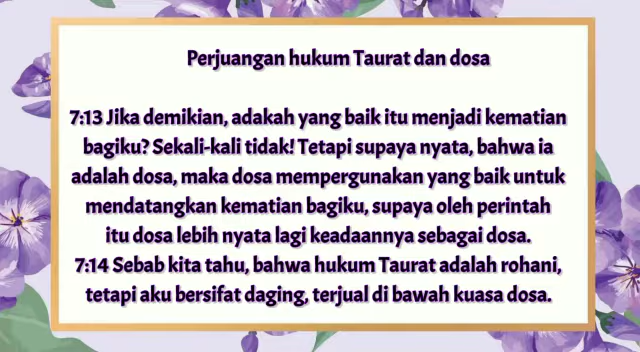 Perjuangan hukum Taurat dan dosa
7:13 Jika demikian, adakah yang baik itu menjadi kematian
bagiku? Sekali-kali tidak! Tetapi supaya nyata, bahwa ia
adalah dosa, maka dosa mempergunakan yang baik untuk
mendatangkan kematian bagiku, supaya oleh perintah
itu dosa lebih nyata lagi keadaannya sebagai dosa.
7:14 Sebab kita tahu, bahwa hukum Taurat adalah rohani,
tetapi aku bersifat daging, terjual di bawah kuasa dosa.